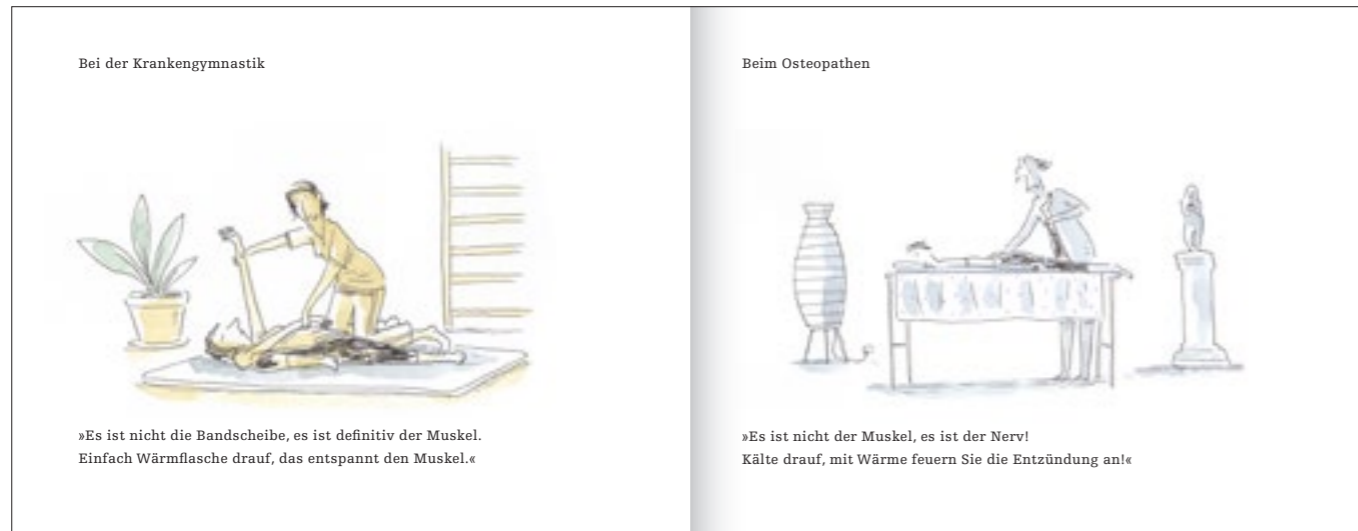 Bei der Krankengymnastik
»Es ist nicht die Bandscheibe, es ist definitiv der Muskel.
Einfach Wärmflasche drauf, das entspannt den Muskel.«
Beim Osteopathen
»Es ist nicht der Muskel, es ist der Nerv!
Kälte drauf, mit Wärme feuern Sie die Entzündung an!«